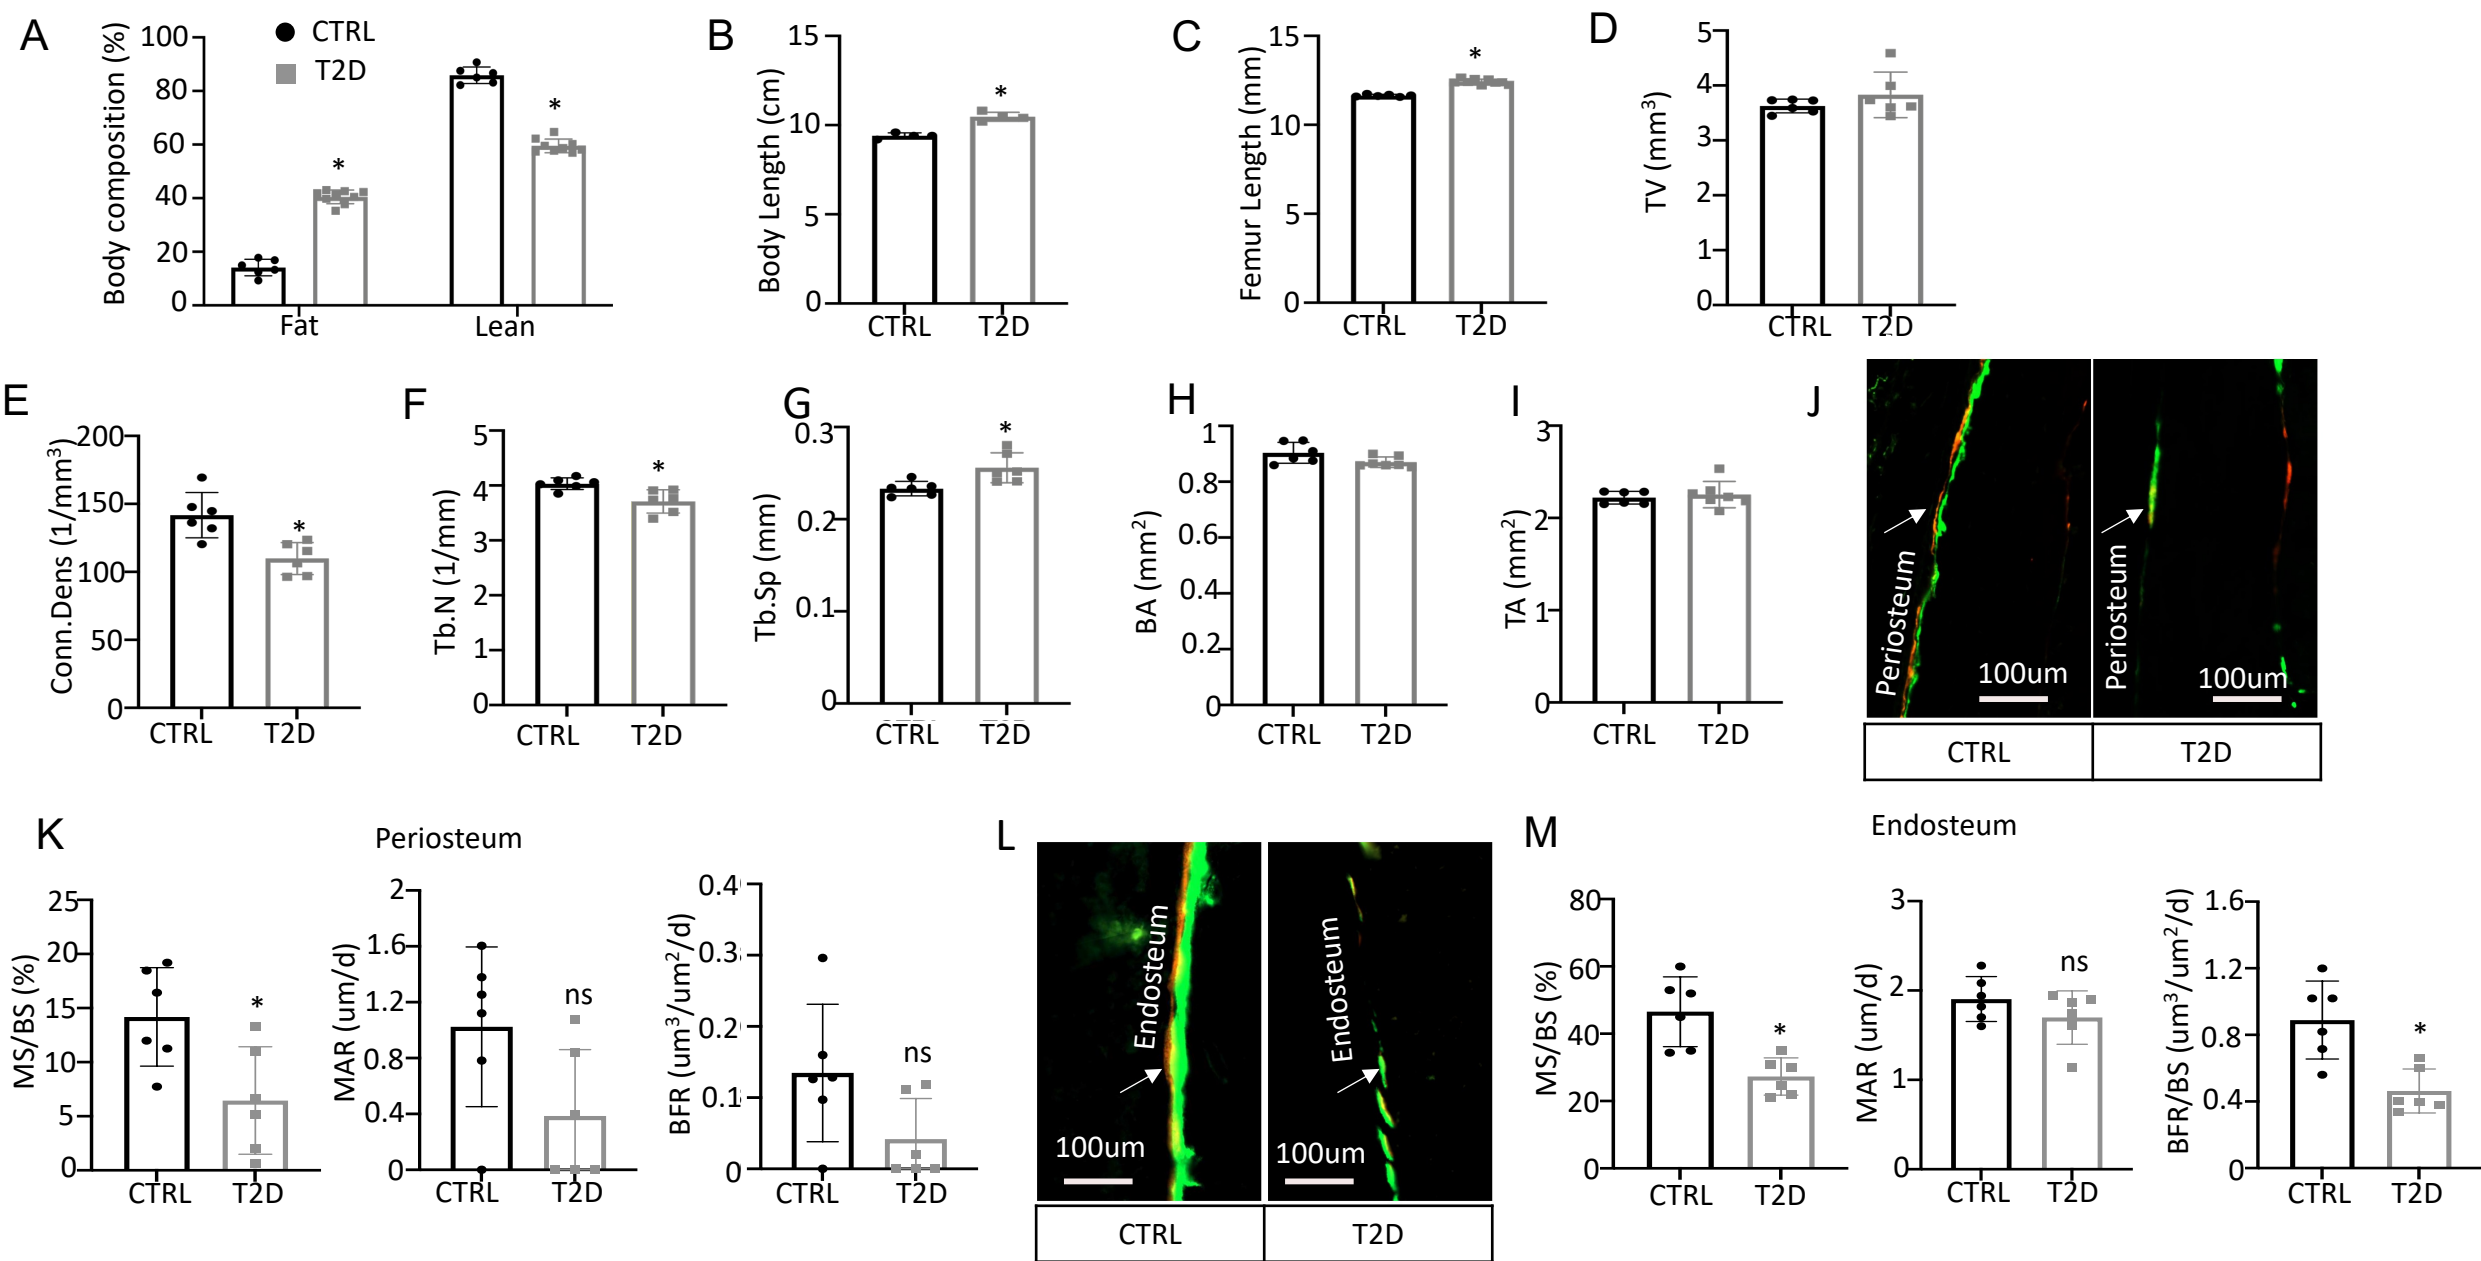 A
Body composition (%)
100
80
60
40
20
0
CTRL
T2D
*
*
Fat
Lean
B
Body Length (cm)
15
10
5
0
*
CTRL
T2D
C
Femur Length (mm)
15
10
5
0
*
CTRL
T2D
D
TV (mm³)
5
4
3
2
1
0
CTRL
T2D
E
Conn.Dens (1/mm³)
200
150
100
50
0
*
CTRL
T2D
F
Tb.N (1/mm)
5
4
3
2
1
0
*
CTRL
T2D
G
Tb.Sp (mm)
0.3
0.2
0.1
0
*
CTRL
T2D
H
BA (mm²)
1
0.8
0.6
0.4
0.2
0
CTRL
T2D
I
TA (mm²)
3
2
1
0
CTRL
T2D
J
Periosteum
100um
Periosteum
100um
CTRL
T2D
K
Periosteum
MS/BS (%)
25
20
15
10
5
0
*
CTRL
T2D
MAR (um/d)
2
1.6
1.2
0.8
0.4
0
ns
CTRL
T2D
BFR (um³/um²/d)
0.4
0.3
0.2
0.1
0
ns
CTRL
T2D
L
Endosteum
100um
Endosteum
100um
CTRL
T2D
M
Endosteum
MS/BS (%)
80
60
40
20
0
*
CTRL
T2D
MAR (um/d)
3
2
1
0
ns
CTRL
T2D
BFR/BS (um³/um²/d)
1.6
1.2
0.8
0.4
0
*
CTRL
T2D